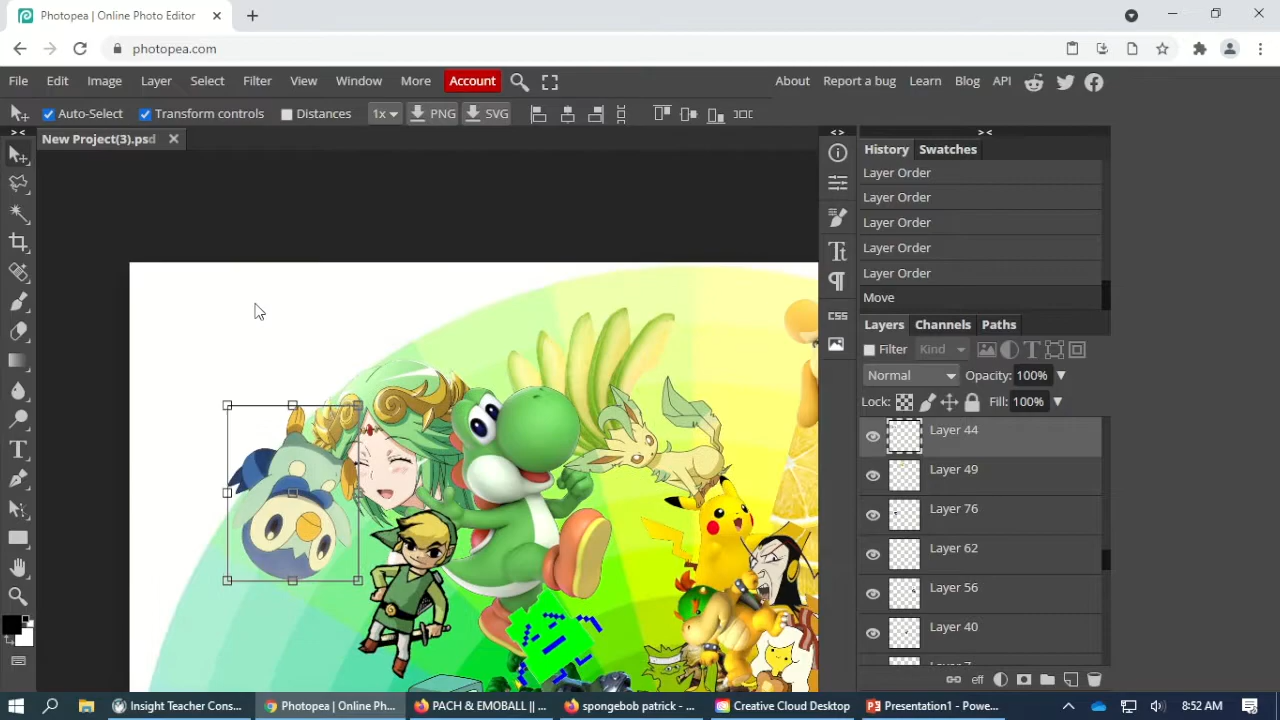 Photopea | Online Photo Editor
photopea.com
File Edit Image Layer Select Filter View Window More Account About Report a bug Learn Blog API
Auto-Select Transform controls Distances 1x PNG SVG
New Project(3).psd
History Swatches
Layer Order
Layer Order
Layer Order
Layer Order
Layer Order
Move
Layers Channels Paths
Filter Kind
Normal Opacity: 100%
Lock: Fill: 100%
Layer 44
Layer 49
Layer 76
Layer 62
Layer 56
Layer 40
CSS
eff
Insight Teacher Cons... Photopea | Online Ph... PACH & EMOBALL || ... spongebob patrick - ... Creative Cloud Desktop Presentation1 - Powe... 8:52 AM